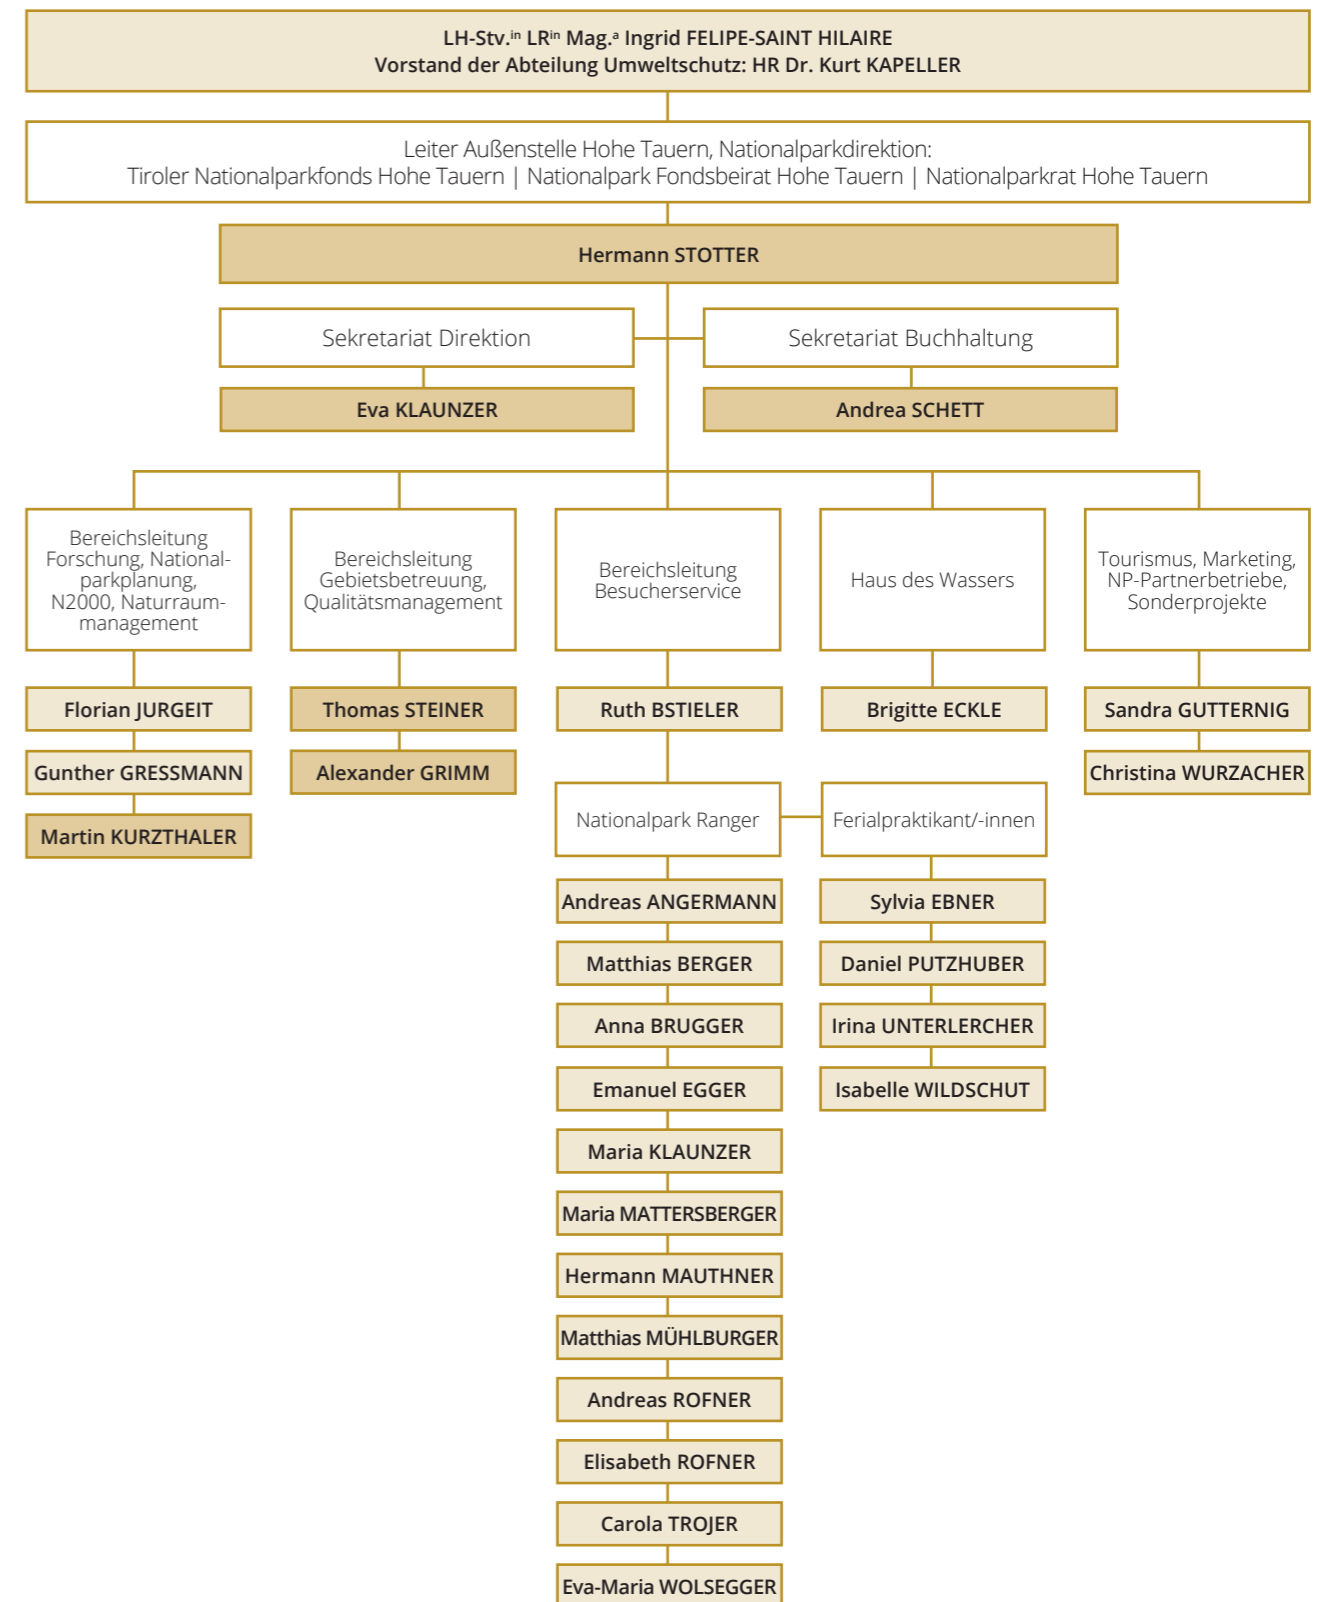 LH-Stv.ⁱⁿ LRⁱⁿ Mag.ᵃ Ingrid FELIPE-SAINT HILAIRE
Vorstand der Abteilung Umweltschutz: HR Dr. Kurt KAPELLER
Leiter Außenstelle Hohe Tauern, Nationalparkdirektion:
Tiroler Nationalparkfonds Hohe Tauern | Nationalpark Fondsbeirat Hohe Tauern | Nationalparkrat Hohe Tauern
Hermann STOTTER
Sekretariat Direktion
Eva KLAUNZER
Sekretariat Buchhaltung
Andrea SCHETT
Bereichsleitung
Forschung, National-
parkplanung,
N2000, Naturraum-
management
Florian JURGEIT
Gunther GRESSMANN
Martin KURZTHALER
Bereichsleitung
Gebietsbetreuung,
Qualitätsmanagement
Thomas STEINER
Alexander GRIMM
Bereichsleitung
Besucherservice
Ruth BSTIELER
Nationalpark Ranger
Andreas ANGERMANN
Matthias BERGER
Anna BRUGGER
Emanuel EGGER
Maria KLAUNZER
Maria MATTERSBERGER
Hermann MAUTHNER
Matthias MÜHLBURGER
Andreas ROFNER
Elisabeth ROFNER
Carola TROJER
Eva-Maria WOLSEGGER
Ferialpraktikant/-innen
Sylvia EBNER
Daniel PUTZHUBER
Irina UNTERLERCHER
Isabelle WILDSCHUT
Haus des Wassers
Brigitte ECKLE
Tourismus, Marketing,
NP-Partnerbetriebe,
Sonderprojekte
Sandra GUTTERNIG
Christina WURZACHER